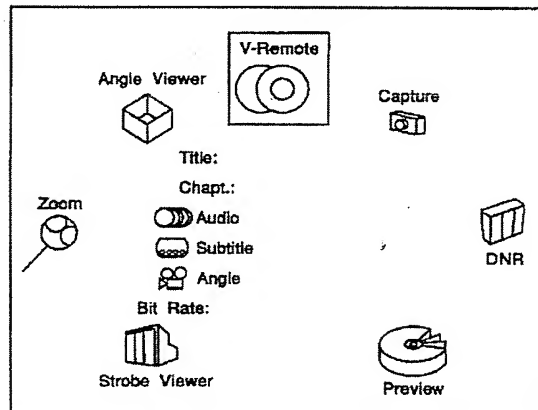 V-Remote
Angle Viewer
Capture
Title:
Chapt.:
Zoom
Audio
Subtitle
DNR
Angle
Bit Rate:
Strobe Viewer
Preview